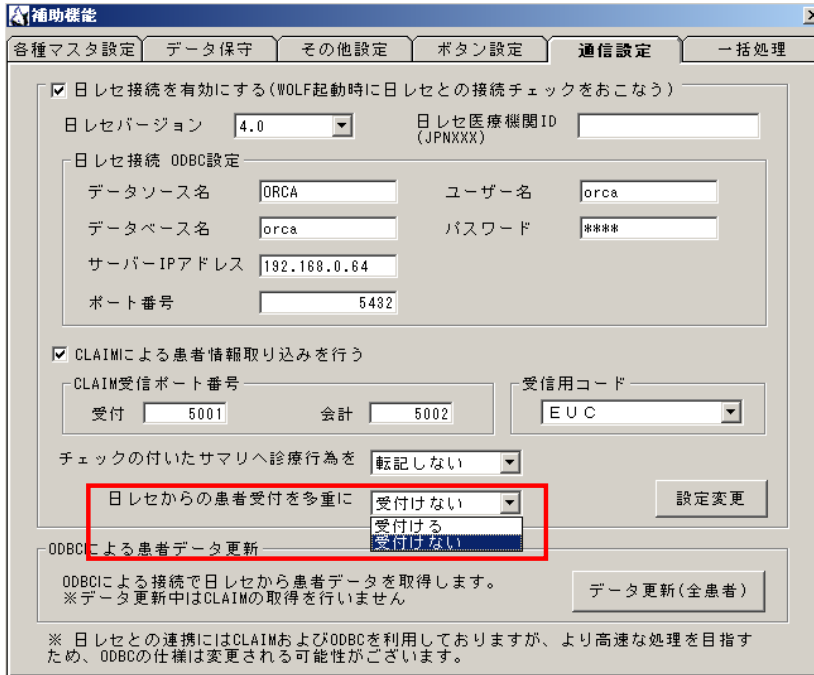 補助機能
各種マスタ設定 データ保守 その他設定 ボタン設定 通信設定 一括処理
日レセ接続を有効にする(WOLF起動時に日レセとの接続チェックをおこなう)
日レセバージョン 4.0 日レセ医療機関ID
(JPNXXX)
日レセ接続 ODBC設定
データソース名 ORCA ユーザー名 orca
データベース名 orca パスワード ****
サーバーIPアドレス 192.168.0.64
ポート番号 5432
CLAIMによる患者情報取り込みを行う
CLAIM受信ポート番号 受信用コード
受付 5001 会計 5002 EUC
チェックの付いたサマリへ診療行為を 転記しない
日レセからの患者受付を多重に 受付けない 設定変更
受付ける
受付けない
ODBCによる患者データ更新
ODBCによる接続で日レセから患者データを取得します。
※データ更新中はCLAIMの取得を行いません
データ更新(全患者)
※ 日レセとの連携にはCLAIMおよびODBCを利用しておりますが、より高速な処理を目指す
ため、ODBCの仕様は変更される可能性がございます。